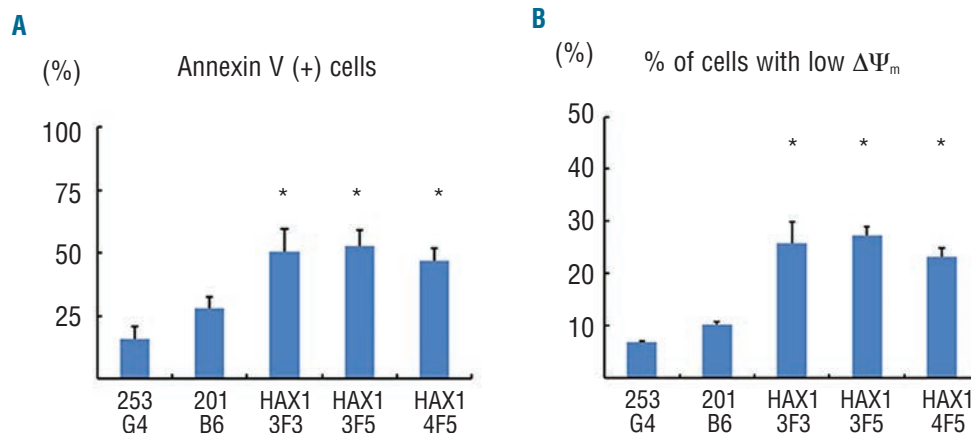 A
(%) Annexin V (+) cells
100
75
* * *
50
25
253 201 HAX1 HAX1 HAX1
G4 B6 3F3 3F5 4F5
B
(%) % of cells with low ΔΨm
50
40
* * *
30
20
10
253 201 HAX1 HAX1 HAX1
G4 B6 3F3 3F5 4F5